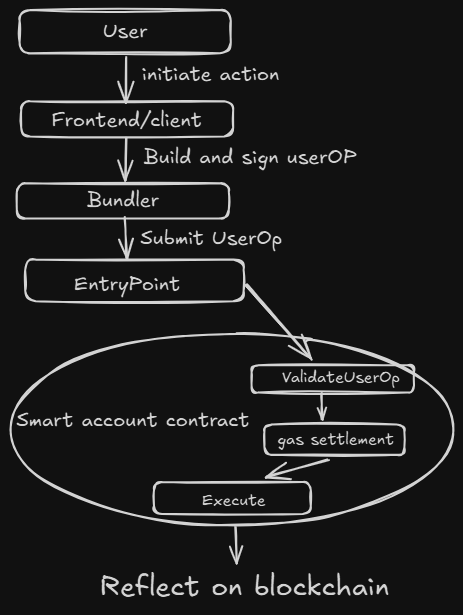 User
initiate action
Frontend/client
Build and sign userOP
Bundler
Submit UserOp
EntryPoint
ValidateUserOp
Smart account contract
gas settlement
Execute
Reflect on blockchain